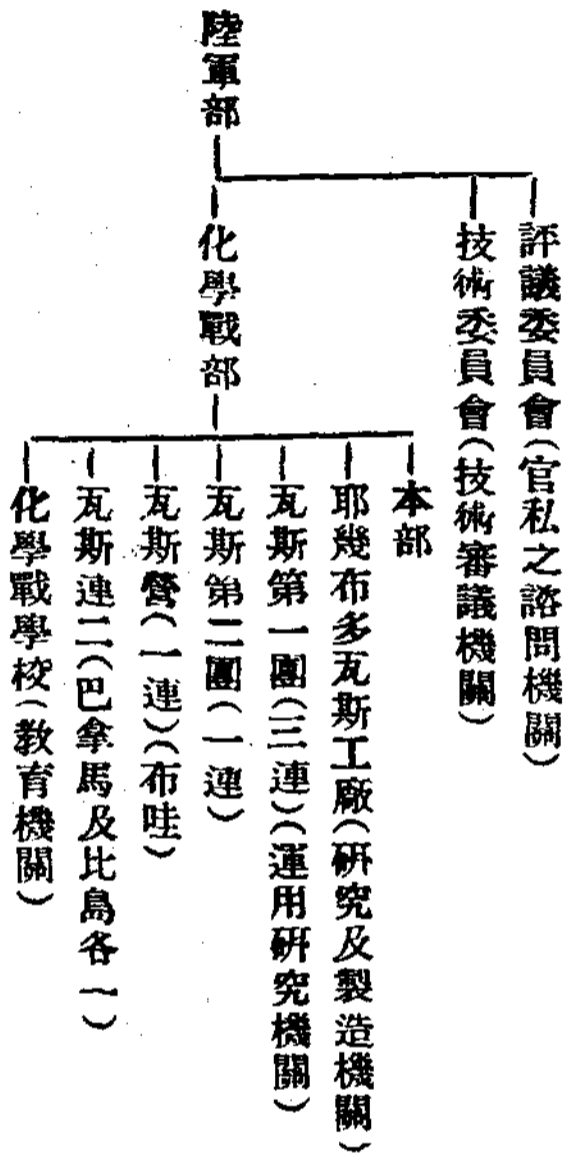 陸軍部
評議委員會(官私之諮問機關)
技術委員會(技術審議機關)
化學戰部
本部
耶幾布多瓦斯工廠(研究及製造機關)
瓦斯第一團(三連)(運用研究機關)
瓦斯第二團(一連)
瓦斯營(一連)(布哇)
瓦斯連二(巴拿馬及比島各一)
化學戰學校(教育機關)